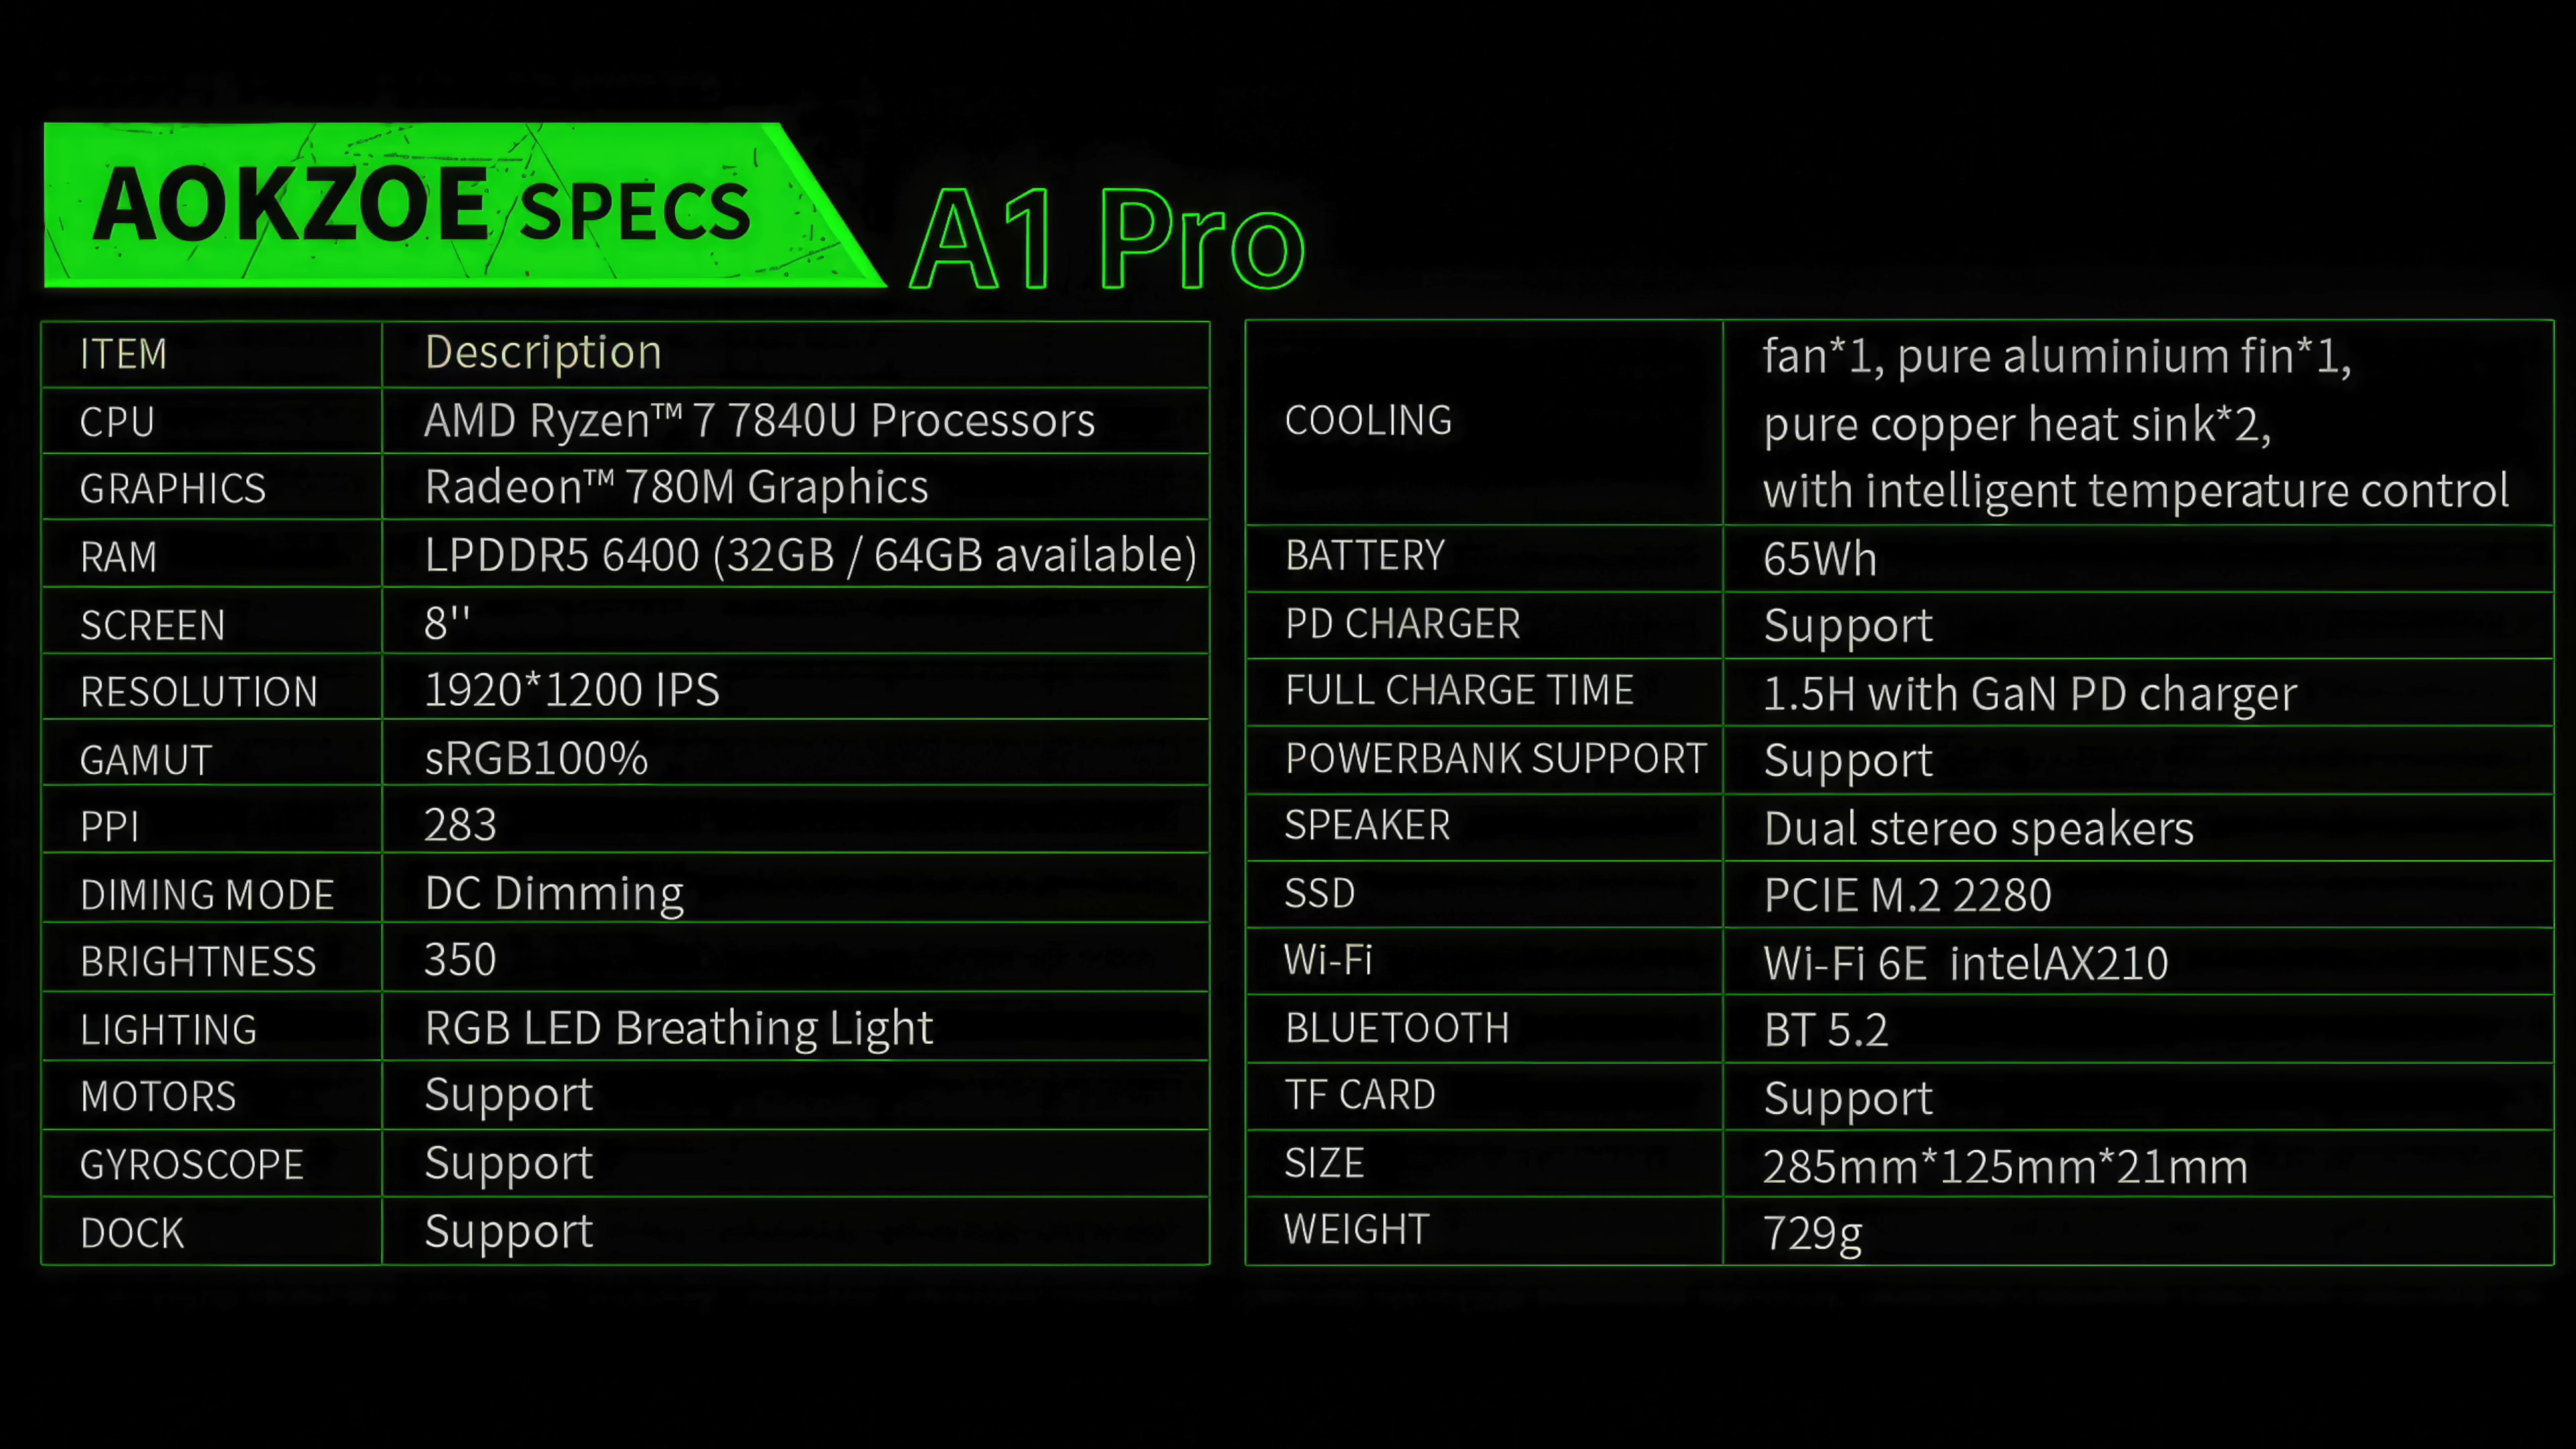 AOKZOE SPECS
A1 Pro
ITEM Description
CPU AMD Ryzen™ 7 7840U Processors
GRAPHICS Radeon™ 780M Graphics
RAM LPDDR5 6400 (32GB / 64GB available)
SCREEN 8''
RESOLUTION 1920*1200 IPS
GAMUT sRGB100%
PPI 283
DIMING MODE DC Dimming
BRIGHTNESS 350
LIGHTING RGB LED Breathing Light
MOTORS Support
GYROSCOPE Support
DOCK Support
COOLING fan*1, pure aluminium fin*1,
pure copper heat sink*2,
with intelligent temperature control
BATTERY 65Wh
PD CHARGER Support
FULL CHARGE TIME 1.5H with GaN PD charger
POWERBANK SUPPORT Support
SPEAKER Dual stereo speakers
SSD PCIE M.2 2280
Wi-Fi Wi-Fi 6E intelAX210
BLUETOOTH BT 5.2
TF CARD Support
SIZE 285mm*125mm*21mm
WEIGHT 729g